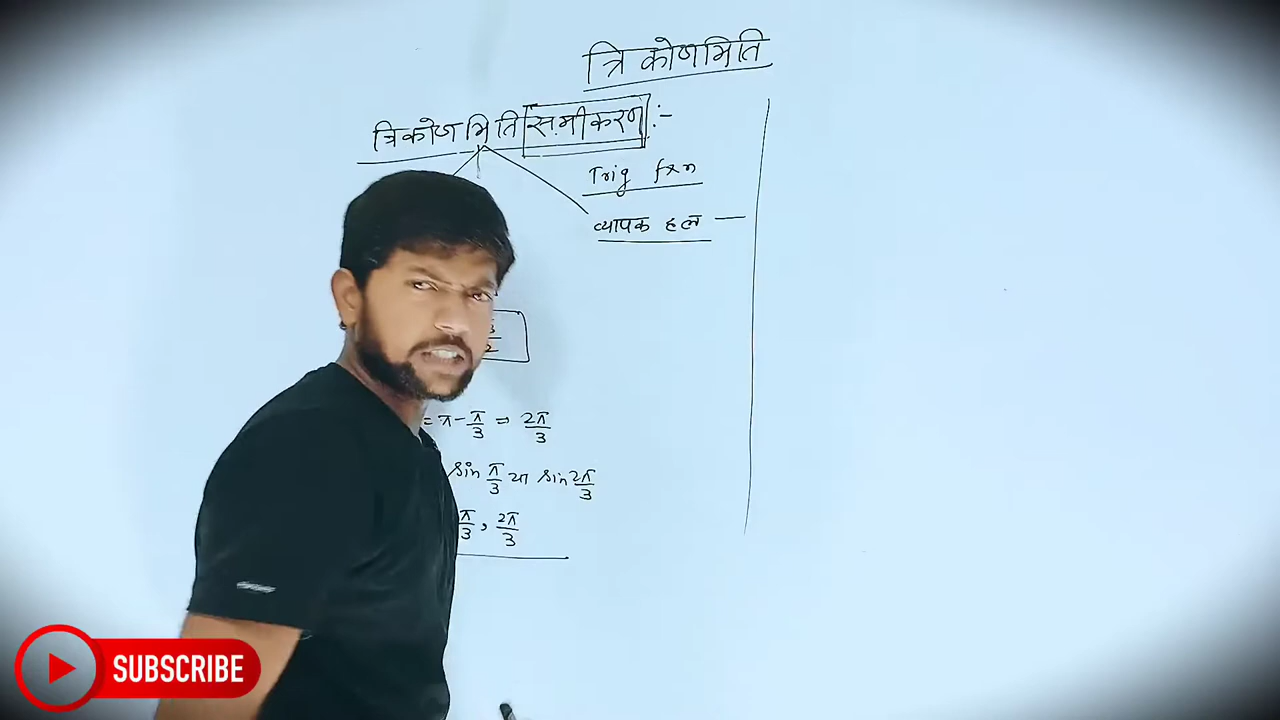 त्रिकोणमिति
त्रिकोणमिति समीकरण :-
Trig fxn
व्यापक हल —
= π - π/3 ⇒ 2π/3
sin π/3 या sin 2π/3
π/3, 2π/3
SUBSCRIBE